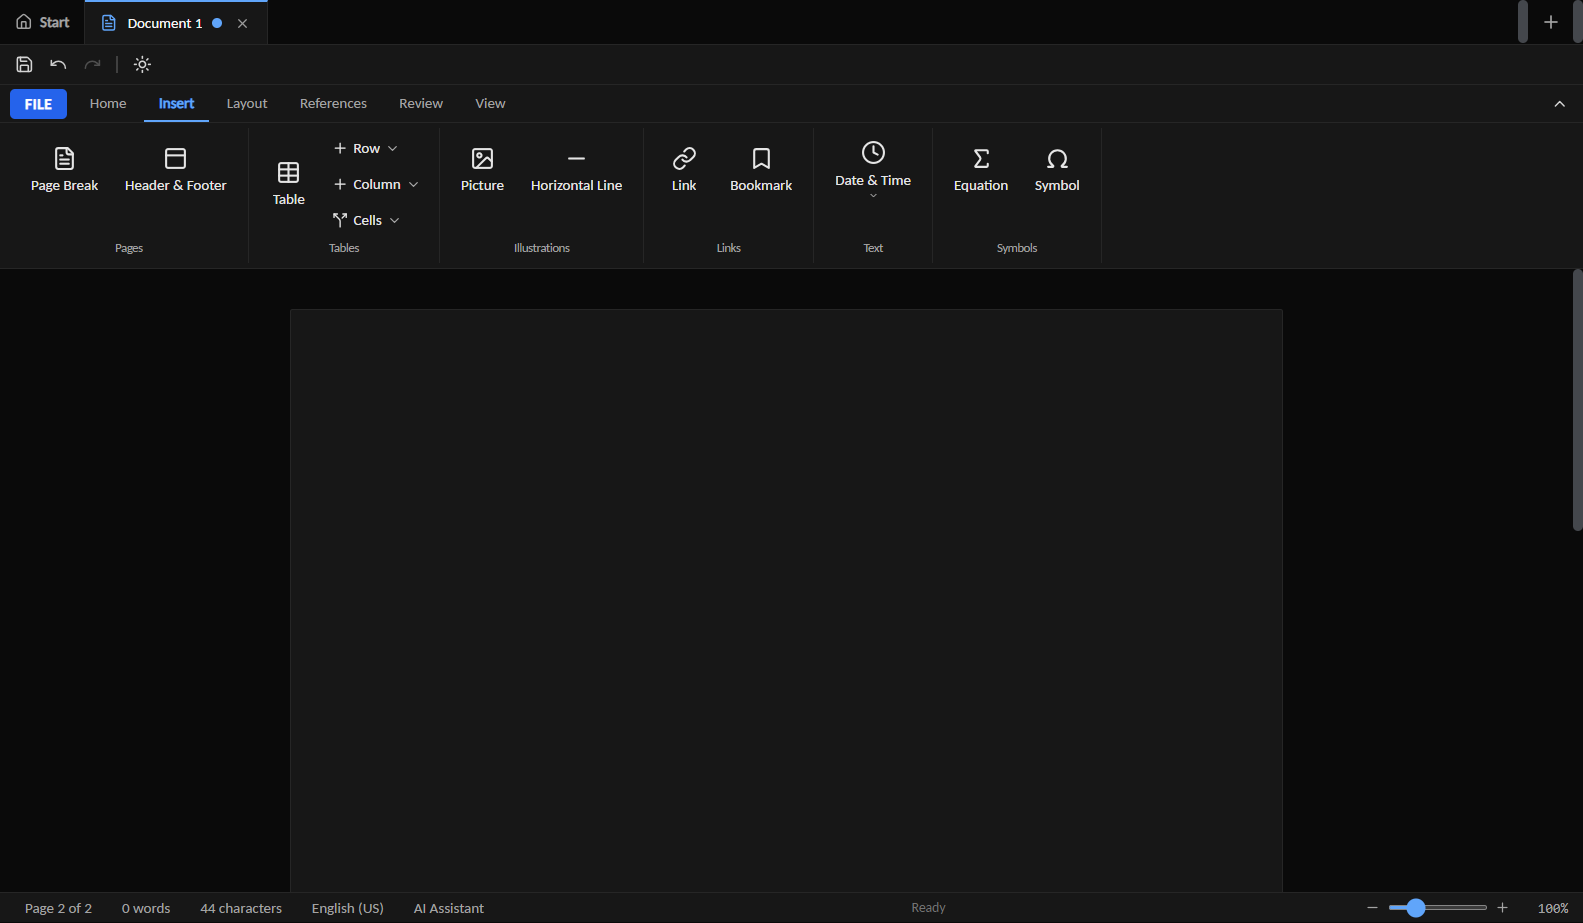 Start
Document 1
FILE
Home
Insert
Layout
References
Review
View
Page Break
Header & Footer
Pages
Table
Row
Column
Cells
Tables
Picture
Horizontal Line
Illustrations
Link
Bookmark
Links
Date & Time
Text
Equation
Symbol
Symbols
Page 2 of 2
0 words
44 characters
English (US)
AI Assistant
Ready
100%